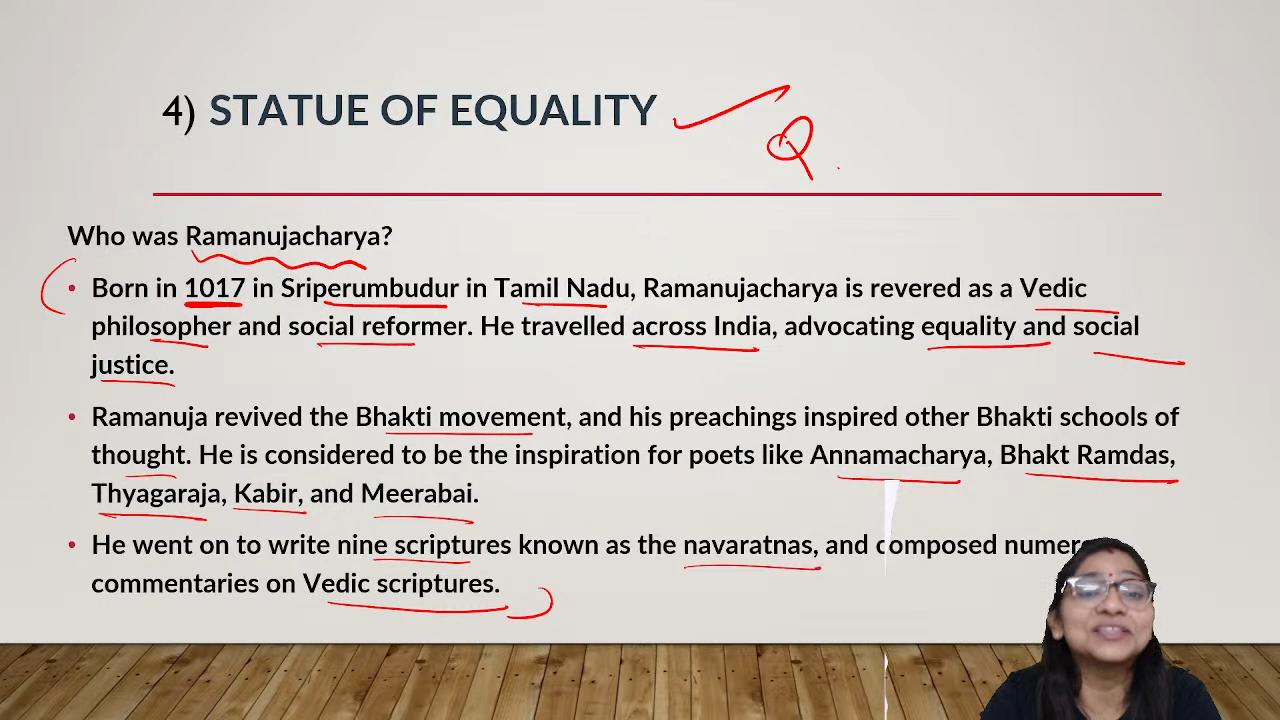 4) STATUE OF EQUALITY
Q
Who was Ramanujacharya?
• Born in 1017 in Sriperumbudur in Tamil Nadu, Ramanujacharya is revered as a Vedic
philosopher and social reformer. He travelled across India, advocating equality and social
justice.
• Ramanuja revived the Bhakti movement, and his preachings inspired other Bhakti schools of
thought. He is considered to be the inspiration for poets like Annamacharya, Bhakt Ramdas,
Thyagaraja, Kabir, and Meerabai.
• He went on to write nine scriptures known as the navaratnas, and composed
commentaries on Vedic scriptures.